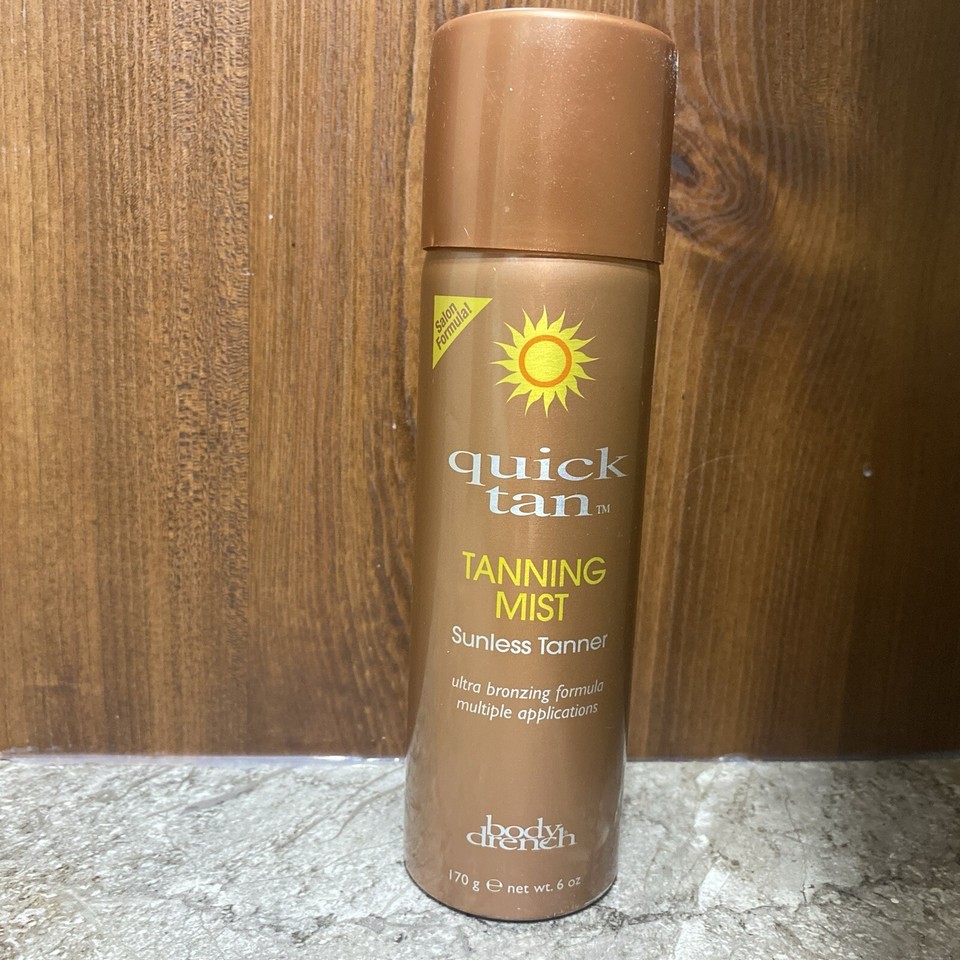 Salon
Formula!
quick
tan™
TANNING
MIST
Sunless Tanner
ultra bronzing formula
multiple applications
body
drench
170 g ℮ net wt. 6 oz